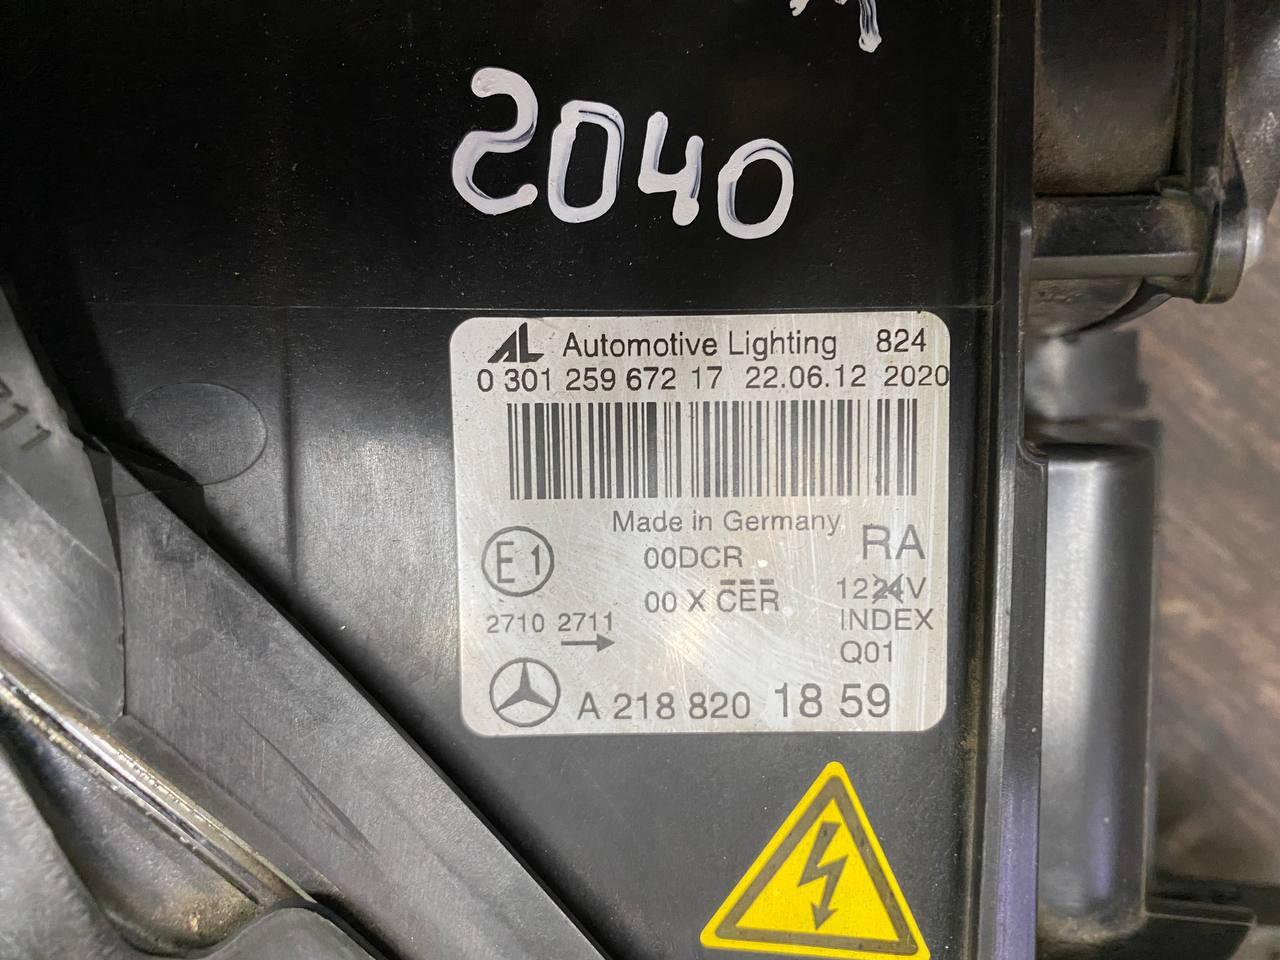 2040
AL Automotive Lighting 824
0 301 259 672 17 22.06.12 2020
Made in Germany
E1 00DCR RA
00 X CER 1224V
2710 2711 INDEX
Q01
A 218 820 18 59